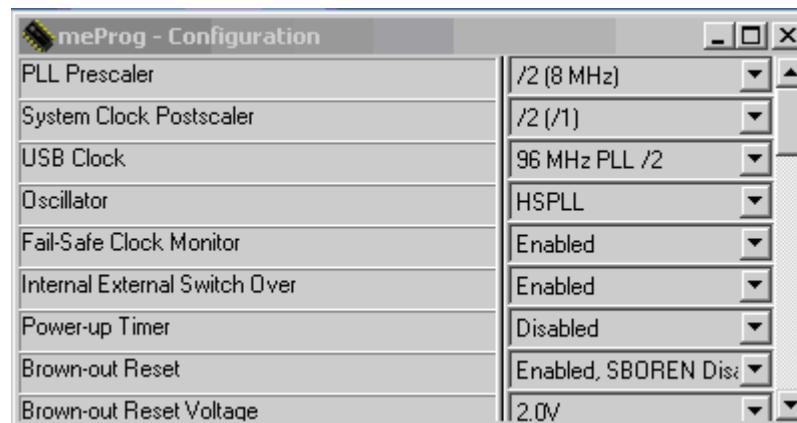 meProg - Configuration
PLL Prescaler /2 (8 MHz)
System Clock Postscaler /2 (/1)
USB Clock 96 MHz PLL /2
Oscillator HSPLL
Fail-Safe Clock Monitor Enabled
Internal External Switch Over Enabled
Power-up Timer Disabled
Brown-out Reset Enabled, SBOREN Disa
Brown-out Reset Voltage 2.0V